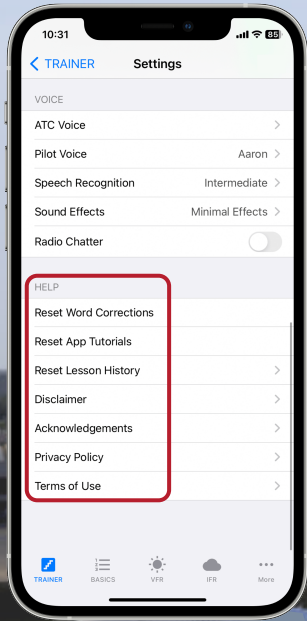 10:31
85
TRAINER
Settings
VOICE
ATC Voice
Pilot Voice Aaron
Speech Recognition Intermediate
Sound Effects Minimal Effects
Radio Chatter
HELP
Reset Word Corrections
Reset App Tutorials
Reset Lesson History
Disclaimer
Acknowledgements
Privacy Policy
Terms of Use
TRAINER BASICS VFR IFR More